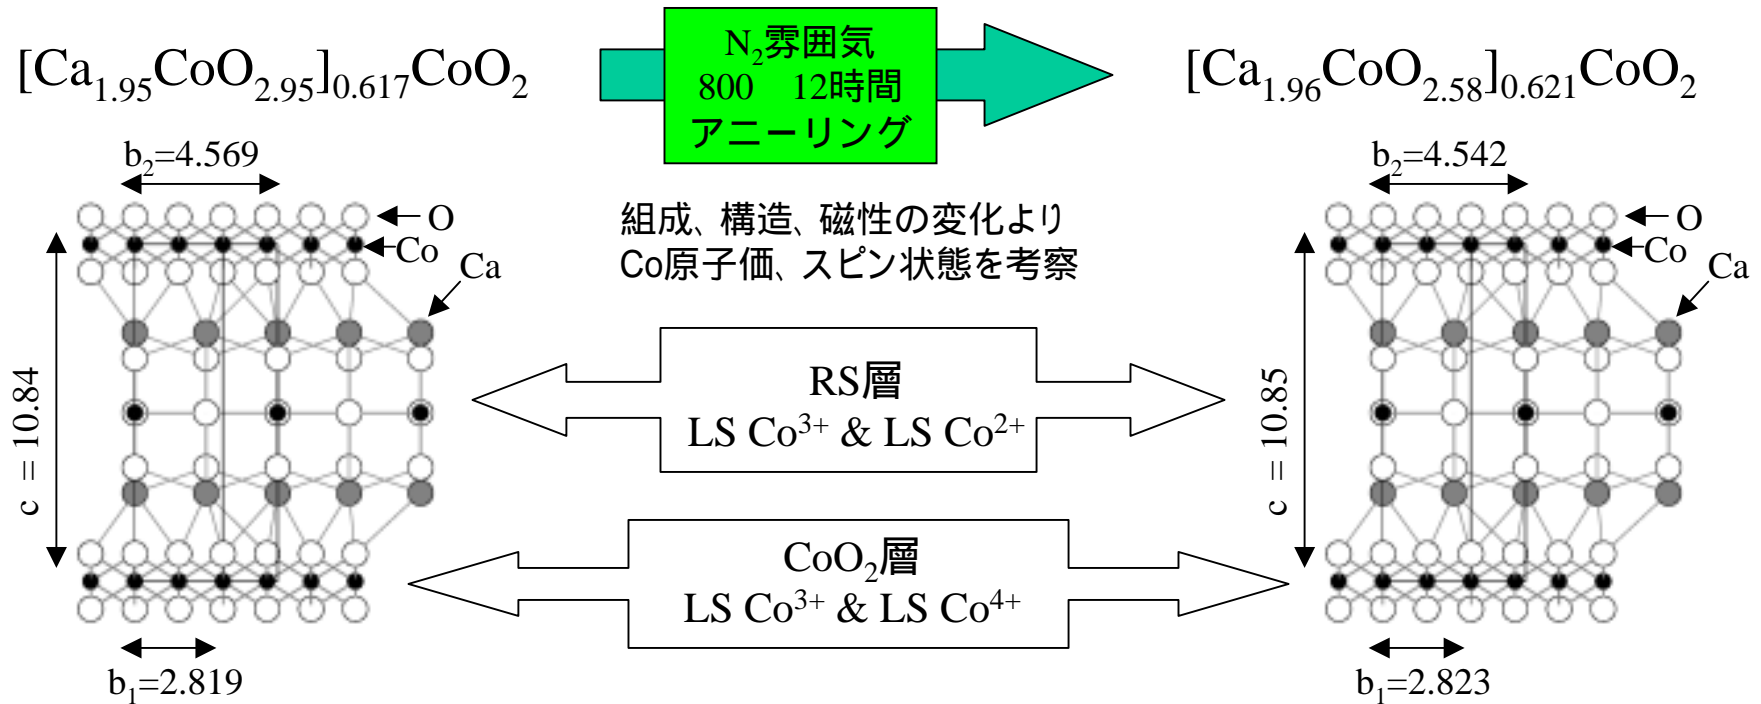 [Ca₁.₉₅CoO₂.₉₅]₀.₆₁₇CoO₂
N₂雰囲気
800 12時間
アニーリング
[Ca₁.₉₆CoO₂.₅₈]₀.₆₂₁CoO₂
b₂=4.569
O
Co
Ca
c = 10.84
b₁=2.819
組成、構造、磁性の変化より
Co原子価、スピン状態を考察
RS層
LS Co³⁺ & LS Co²⁺
CoO₂層
LS Co³⁺ & LS Co⁴⁺
b₂=4.542
O
Co
Ca
c = 10.85
b₁=2.823